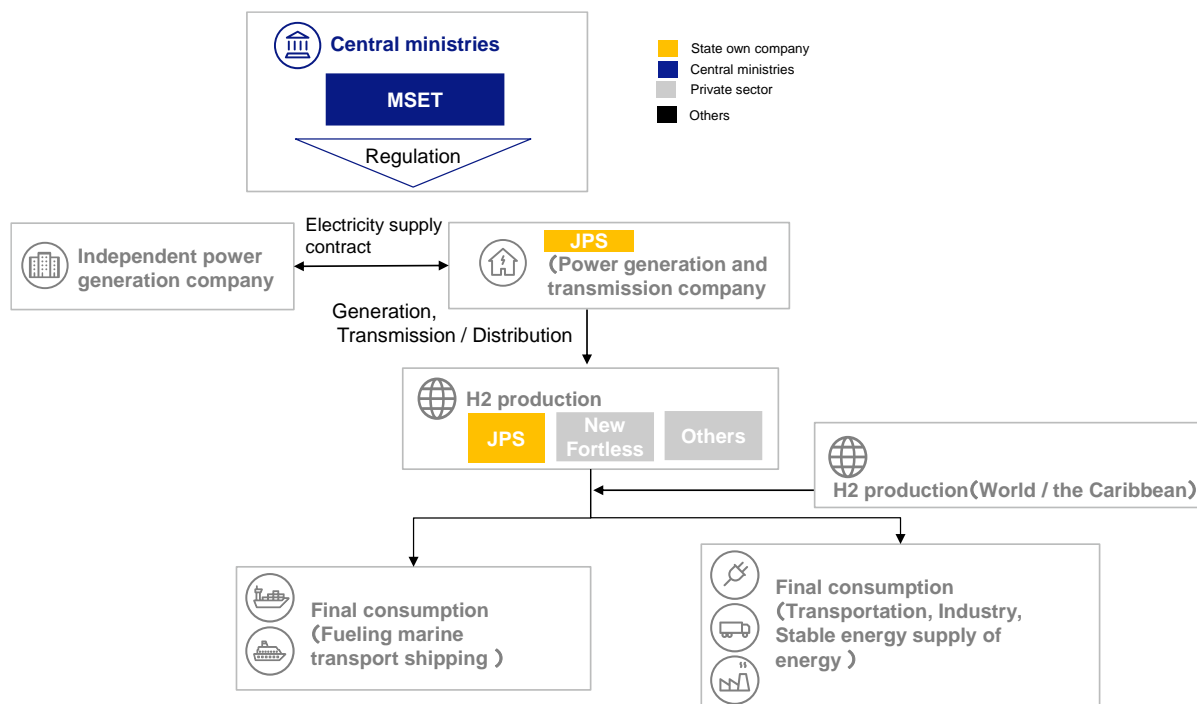 Central ministries
MSET
Regulation
State own company
Central ministries
Private sector
Others
Independent power
generation company
Electricity supply
contract
JPS
（Power generation and
transmission company
Generation,
Transmission / Distribution
H2 production
JPS
New
Fortless
Others
H2 production（World / the Caribbean）
Final consumption
（Fueling marine
transport shipping ）
Final consumption
（Transportation, Industry,
Stable energy supply of
energy ）